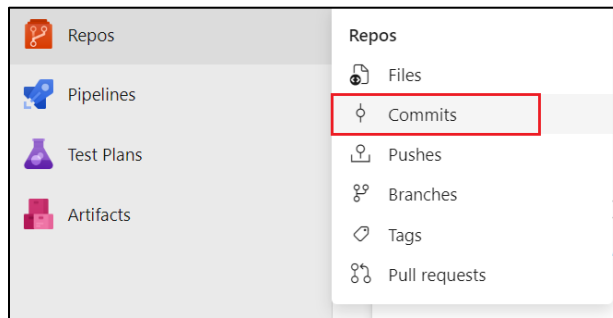 Repos
Pipelines
Test Plans
Artifacts
Repos
Files
Commits
Pushes
Branches
Tags
Pull requests